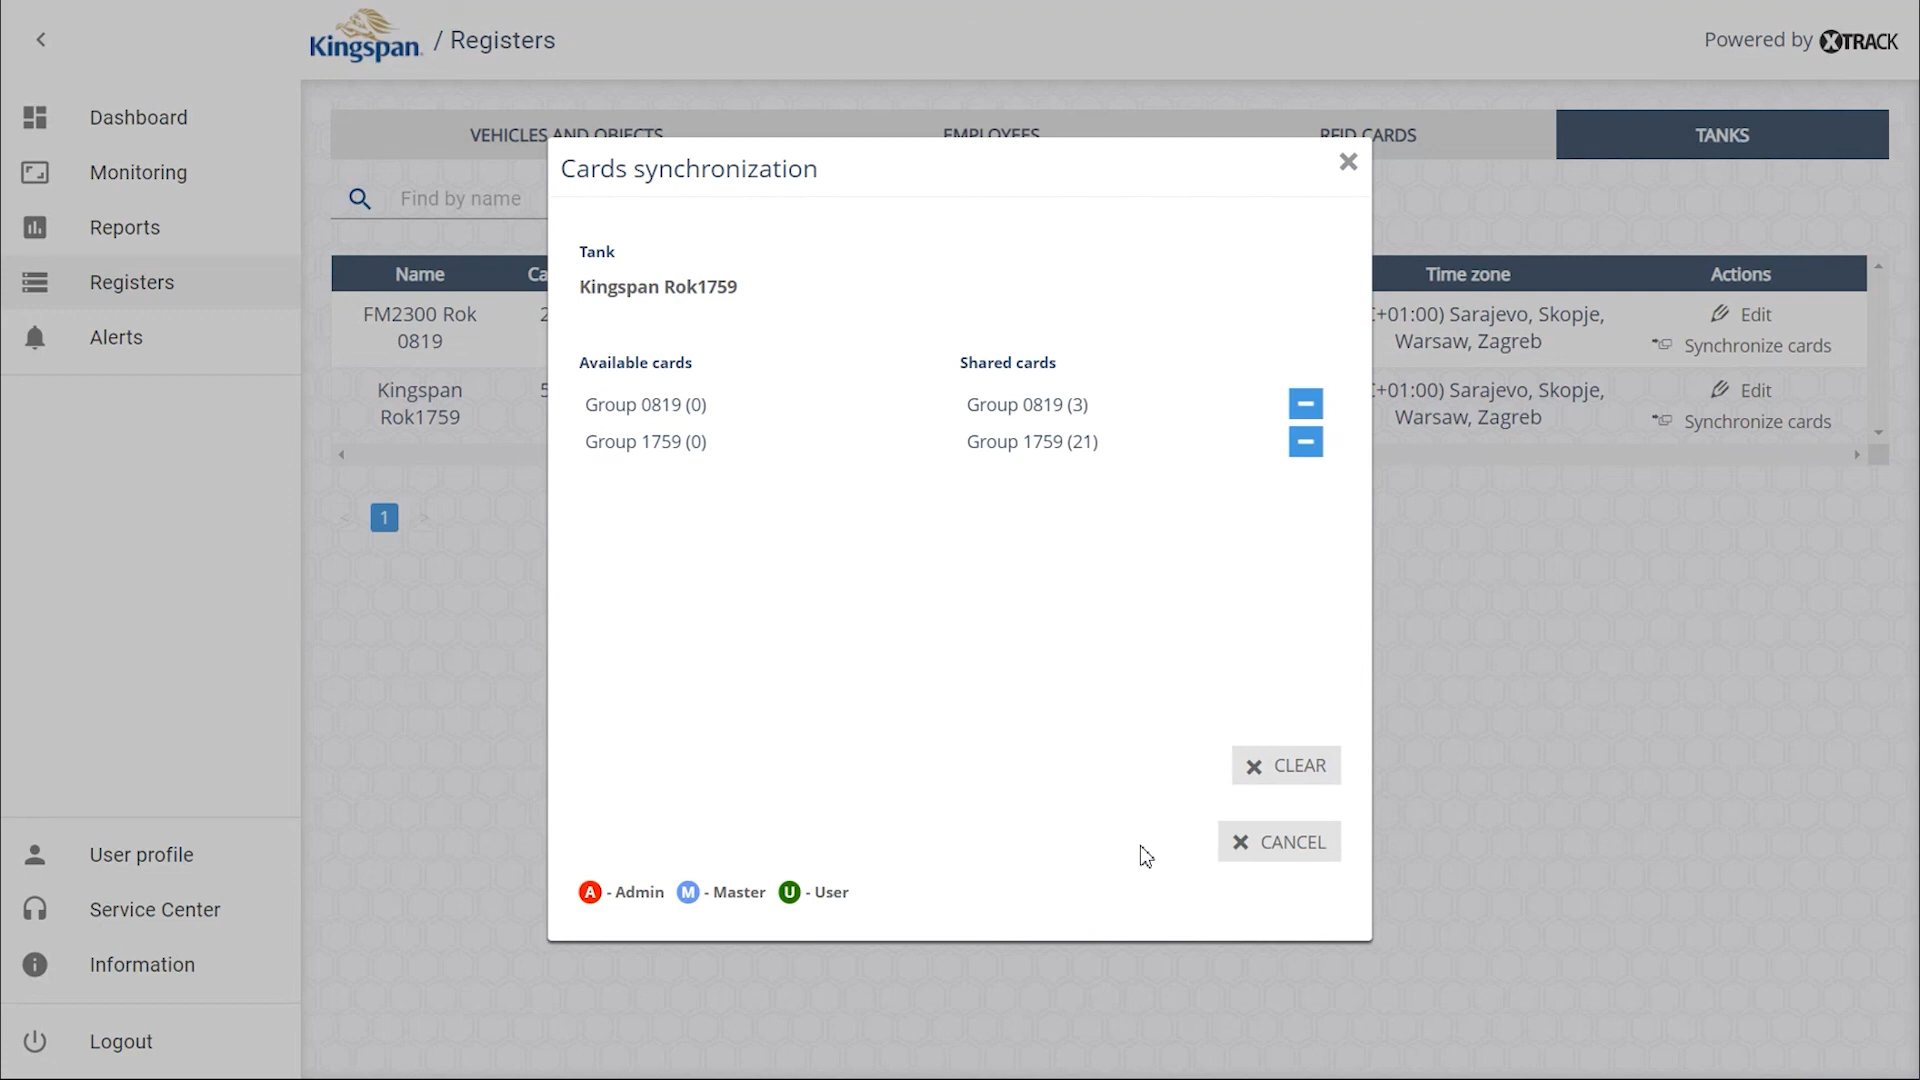 Kingspan / Registers
Powered by XTRACK
Dashboard
Monitoring
Reports
Registers
Alerts
User profile
Service Center
Information
Logout
VEHICLES AND OBJECTS
EMPLOYEES
RFID CARDS
TANKS
Find by name
Name
Ca
Time zone
Actions
FM2300 Rok
0819
2
C+01:00) Sarajevo, Skopje,
Warsaw, Zagreb
Edit
Synchronize cards
Kingspan
Rok1759
5
C+01:00) Sarajevo, Skopje,
Warsaw, Zagreb
Edit
Synchronize cards
< 1 >
Cards synchronization
Tank
Kingspan Rok1759
Available cards
Shared cards
Group 0819 (0)
Group 0819 (3)
Group 1759 (0)
Group 1759 (21)
CLEAR
CANCEL
A - Admin M - Master U - User